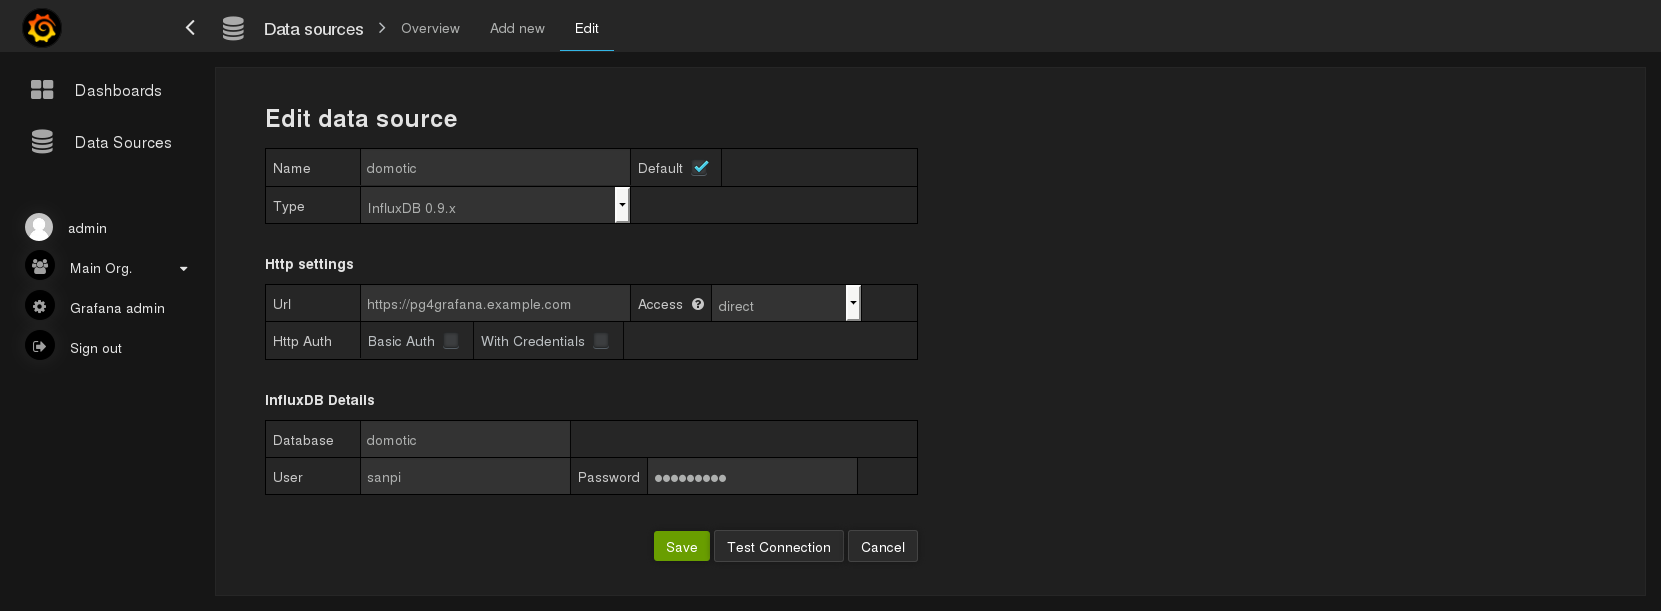 Data sources Overview Add new Edit
Dashboards
Data Sources
admin
Main Org.
Grafana admin
Sign out
Edit data source
Name domotic Default
Type InfluxDB 0.9.x
Http settings
Url https://pg4grafana.example.com Access direct
Http Auth Basic Auth With Credentials
InfluxDB Details
Database domotic
User sanpi Password ●●●●●●●●●
Save Test Connection Cancel